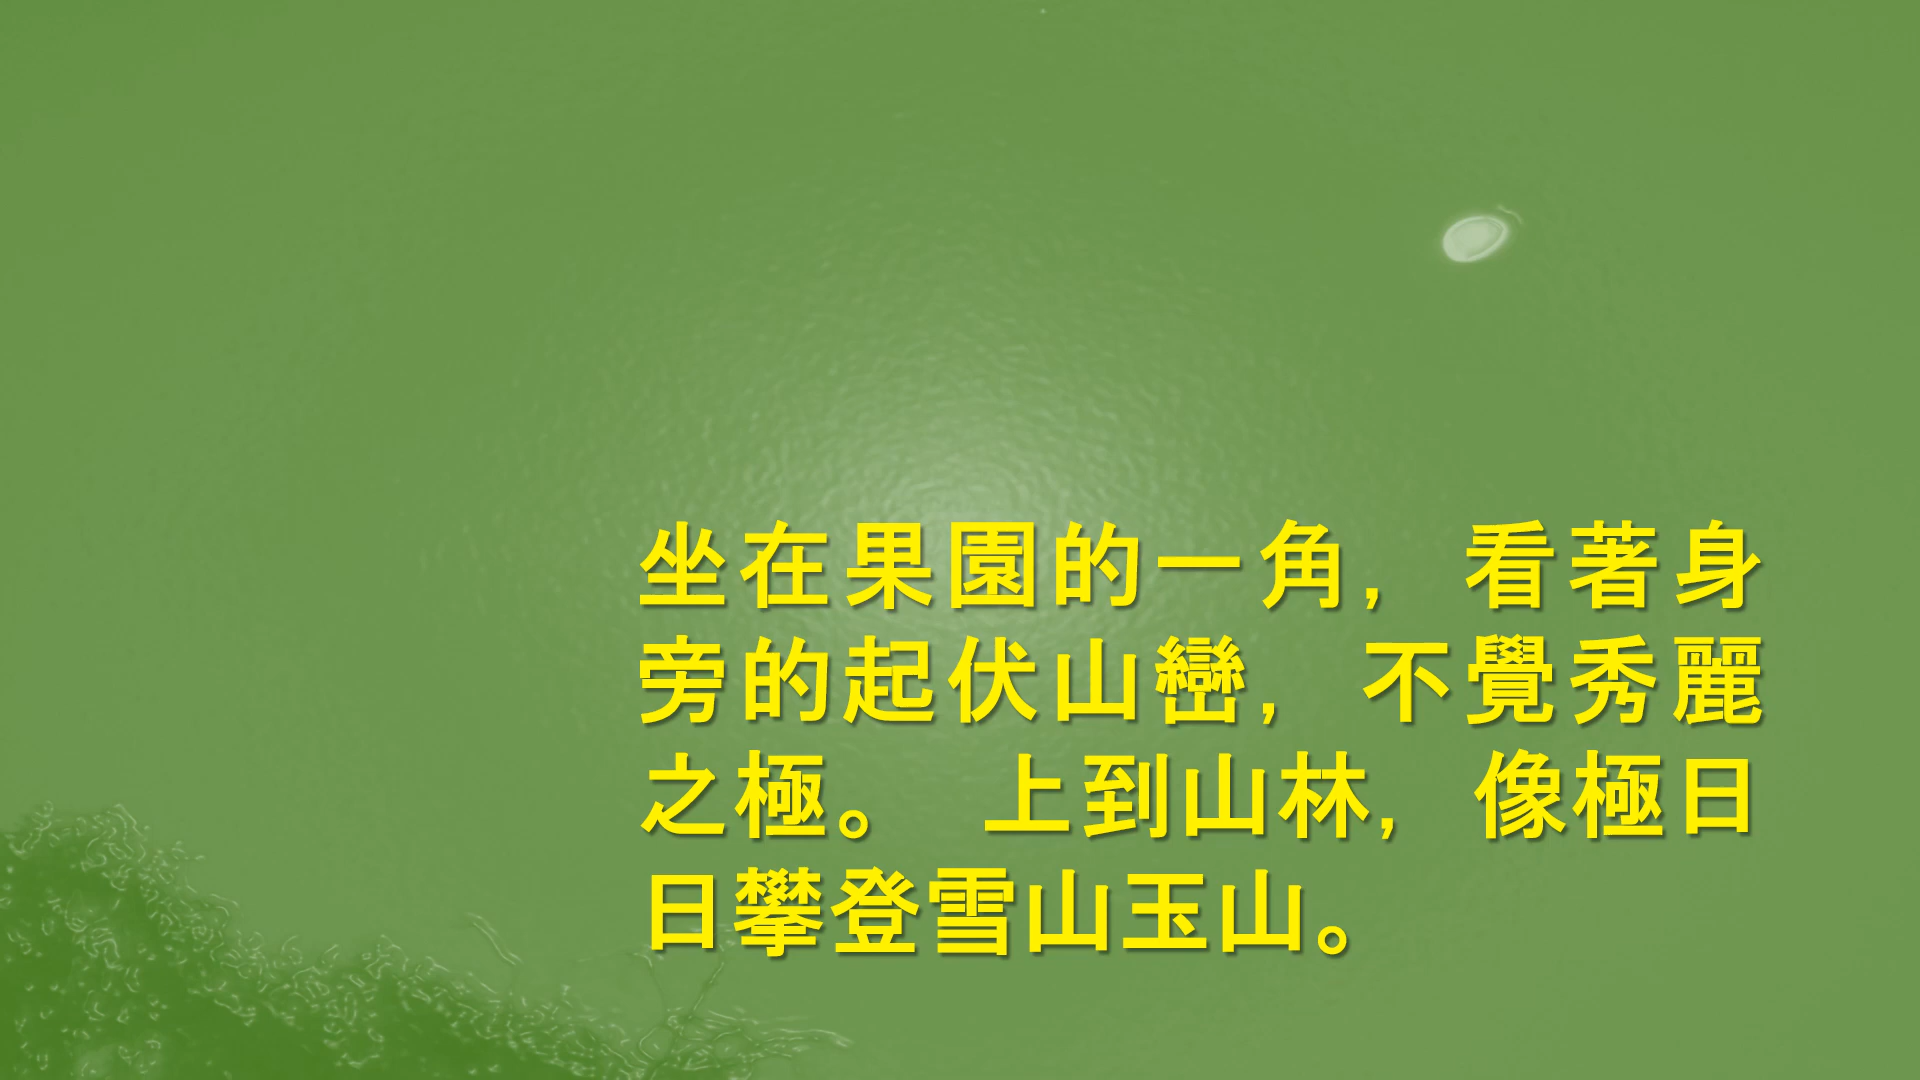 坐在果園的一角，看著身
旁的起伏山巒，不覺秀麗
之極。 上到山林，像極日
日攀登雪山玉山。